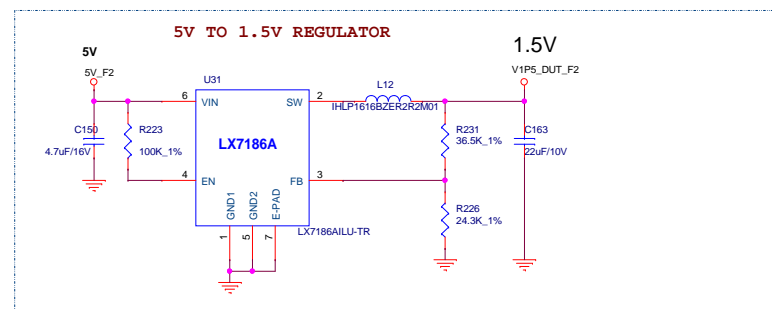 5V TO 1.5V REGULATOR
5V
1.5V
5V_F2
V1P5_DUT_F2
U31
L12
6
VIN
SW
2
IHLP1616BZER2R2M01
C150
R223
LX7186A
R231
C163
4.7uF/16V
100K_1%
36.5K_1%
22uF/10V
4
EN
FB
3
R226
24.3K_1%
GND1
GND2
E-PAD
LX7186AILU-TR
1
5
7